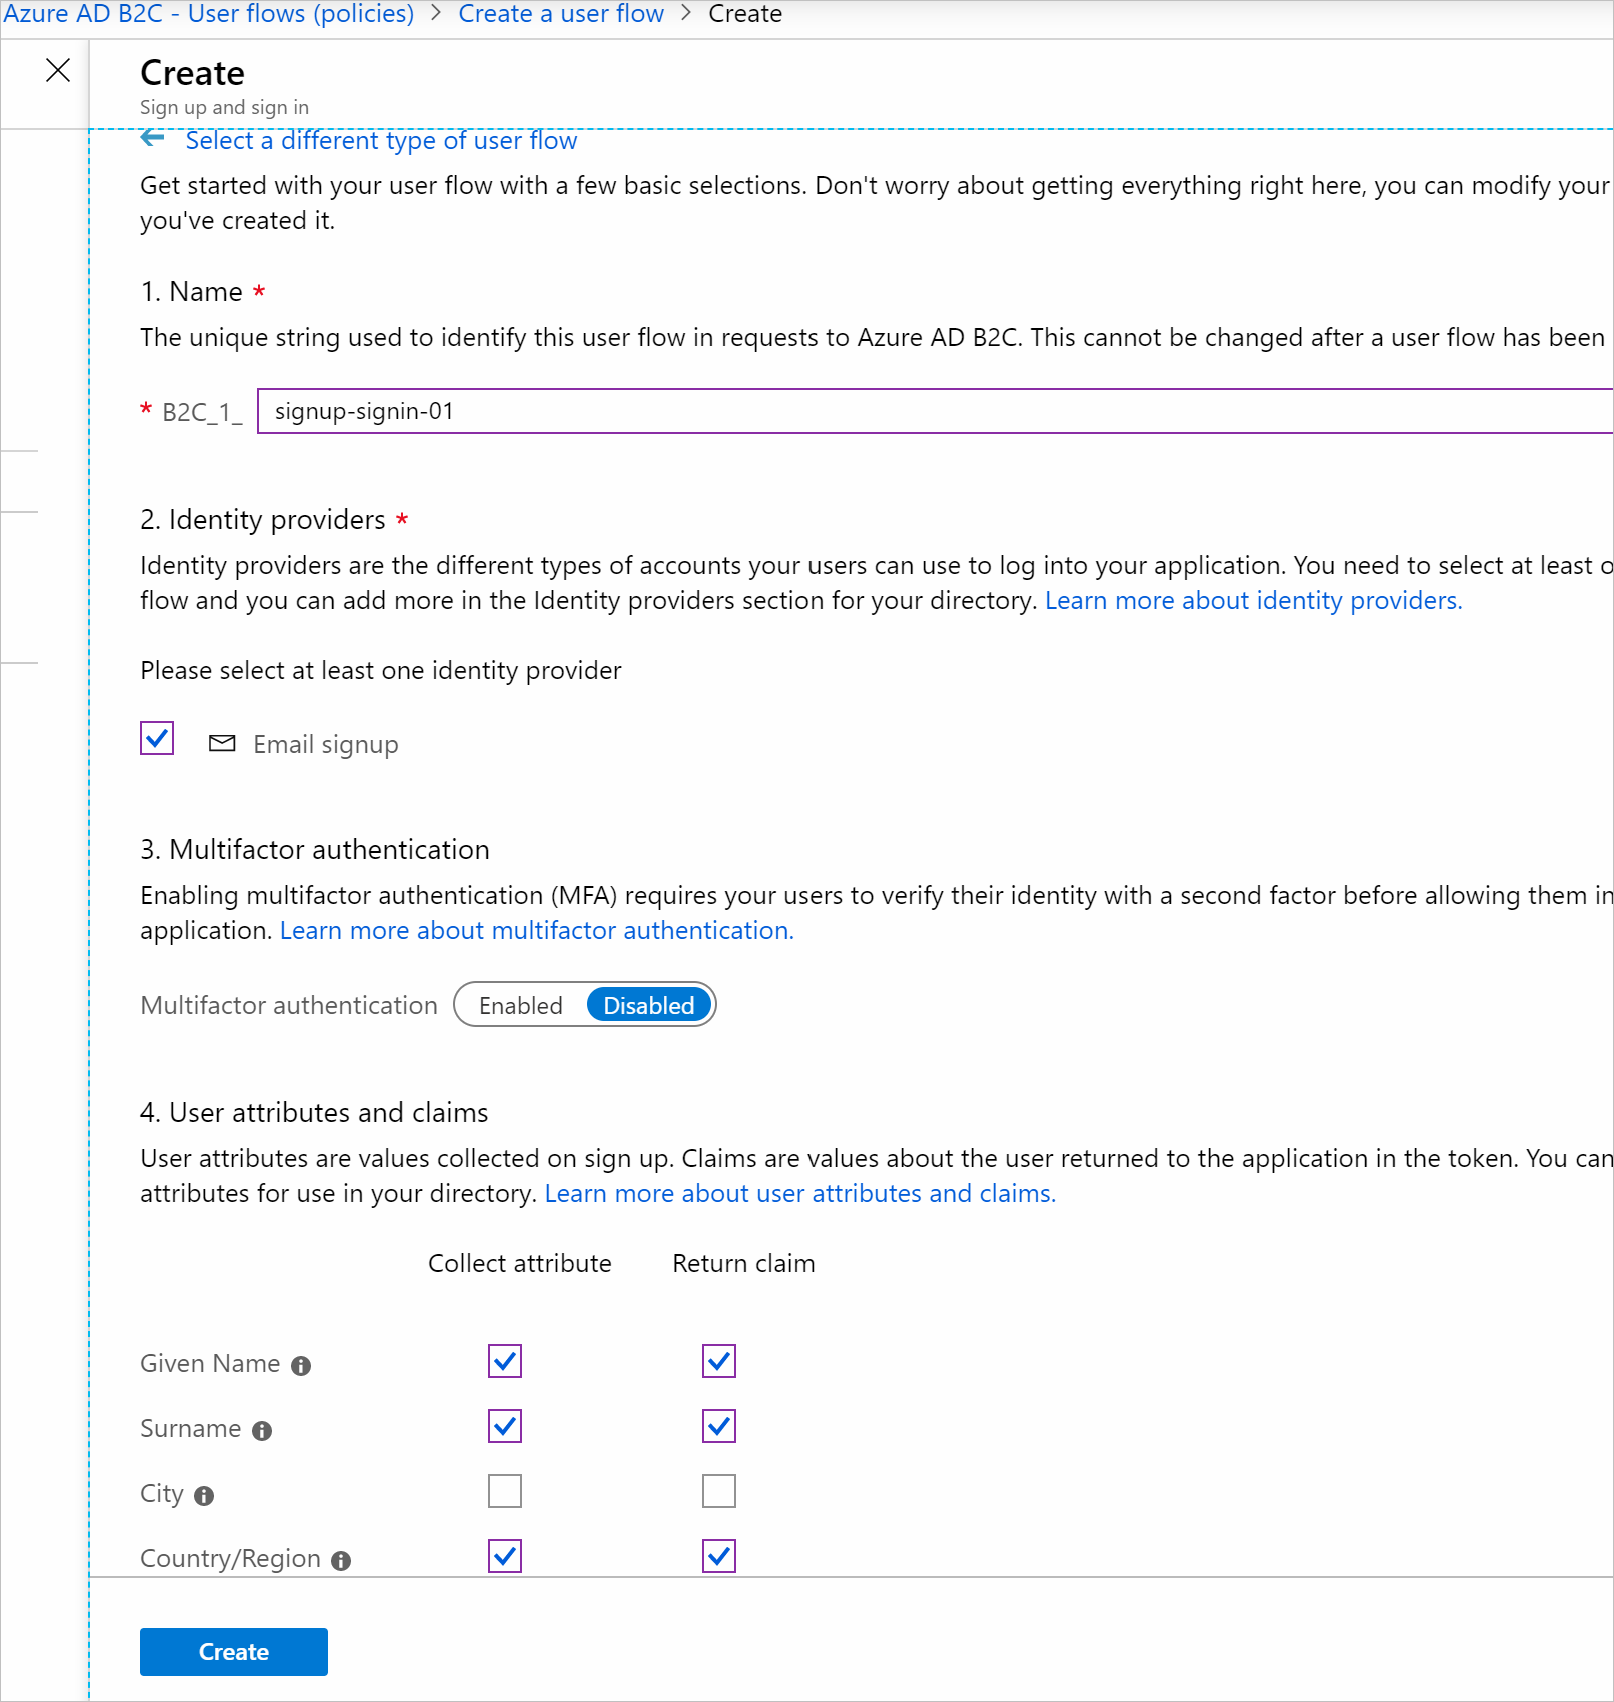 Azure AD B2C - User flows (policies) > Create a user flow > Create
Create
Sign up and sign in
Select a different type of user flow
Get started with your user flow with a few basic selections. Don't worry about getting everything right here, you can modify your
you've created it.
1. Name *
The unique string used to identify this user flow in requests to Azure AD B2C. This cannot be changed after a user flow has been
* B2C_1_ signup-signin-01
2. Identity providers *
Identity providers are the different types of accounts your users can use to log into your application. You need to select at least
flow and you can add more in the Identity providers section for your directory. Learn more about identity providers.
Please select at least one identity provider
Email signup
3. Multifactor authentication
Enabling multifactor authentication (MFA) requires your users to verify their identity with a second factor before allowing them in
application. Learn more about multifactor authentication.
Multifactor authentication Enabled Disabled
4. User attributes and claims
User attributes are values collected on sign up. Claims are values about the user returned to the application in the token. You can
attributes for use in your directory. Learn more about user attributes and claims.
Collect attribute Return claim
Given Name
Surname
City
Country/Region
Create